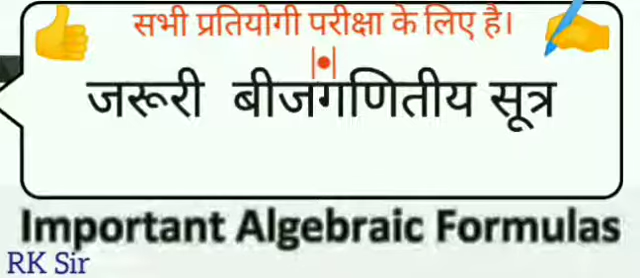 सभी प्रतियोगी परीक्षा के लिए है।
|•|
जरूरी बीजगणितीय सूत्र
Important Algebraic Formulas
RK Sir